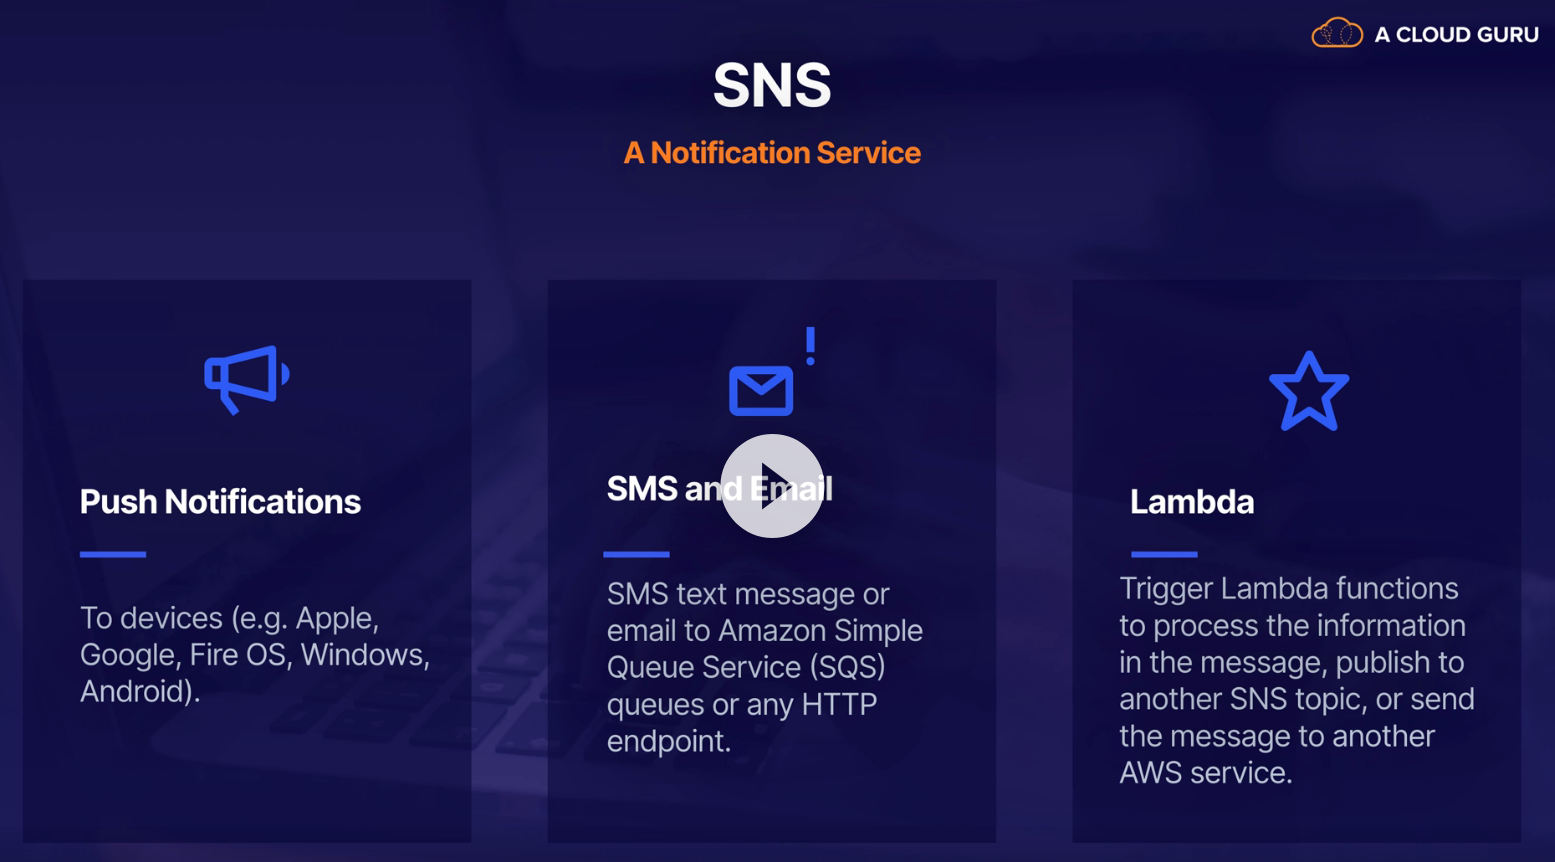 A CLOUD GURU
SNS
A Notification Service
Push Notifications
To devices (e.g. Apple,
Google, Fire OS, Windows,
Android).
SMS and Email
SMS text message or
email to Amazon Simple
Queue Service (SQS)
queues or any HTTP
endpoint.
Lambda
Trigger Lambda functions
to process the information
in the message, publish to
another SNS topic, or send
the message to another
AWS service.